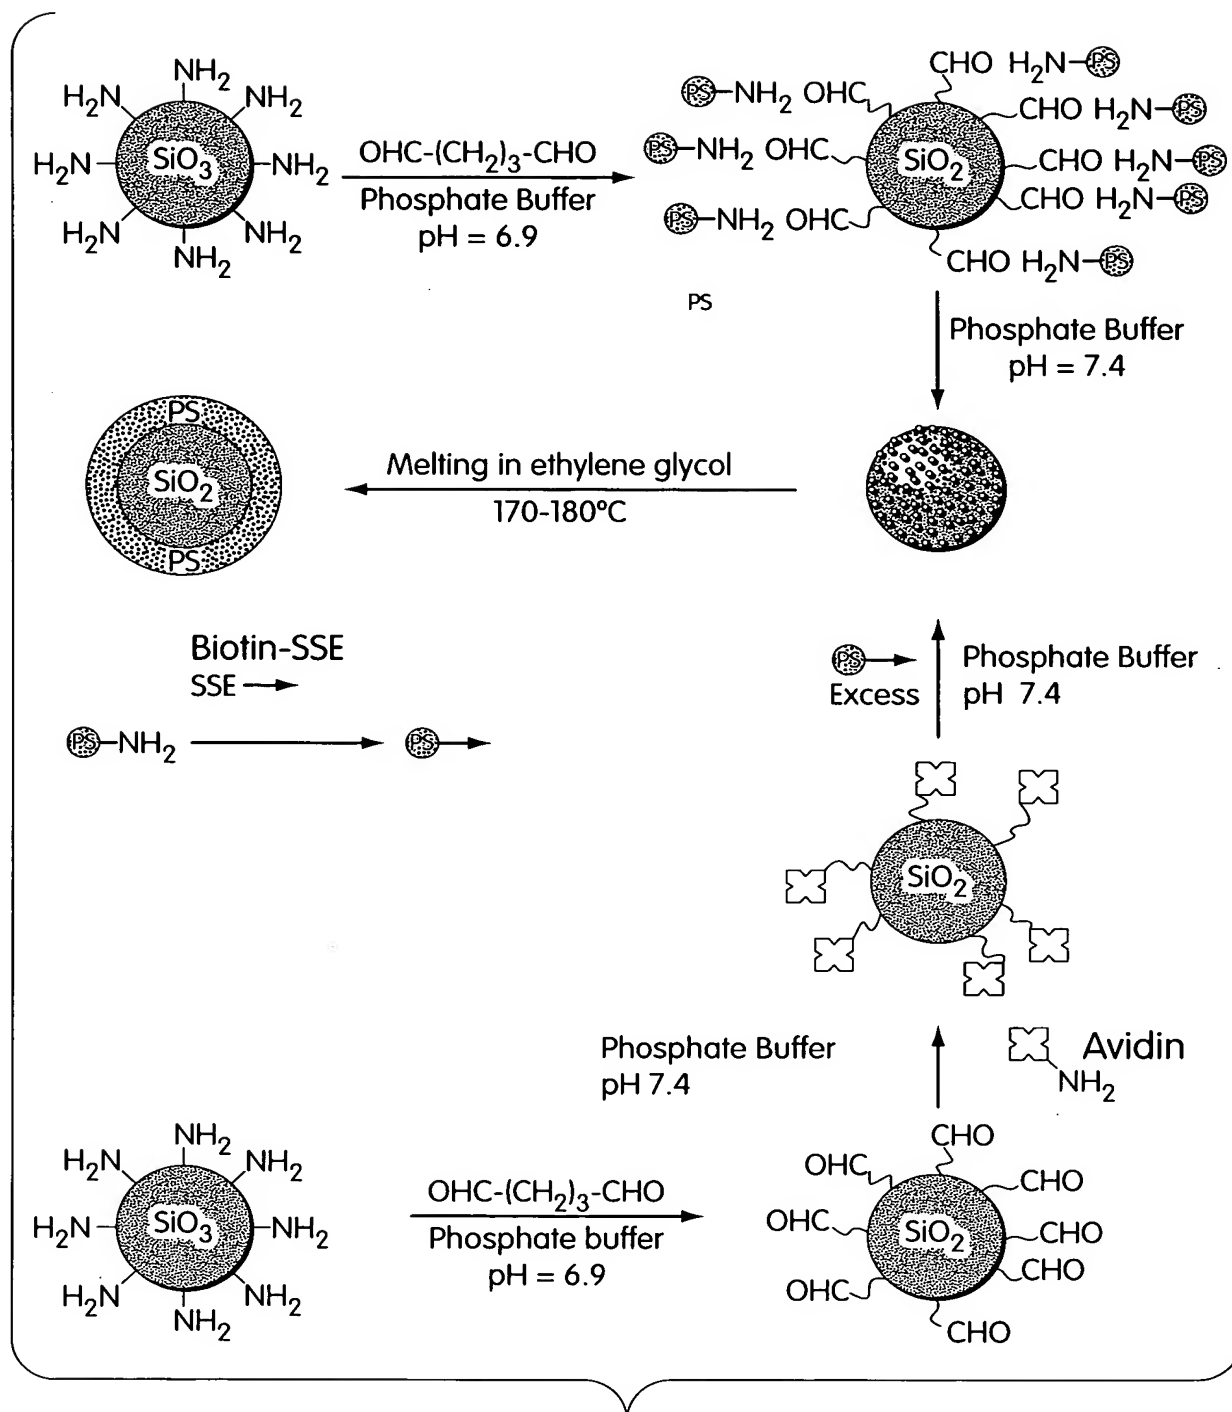 NH2
H2N
NH2
SiO3
H2N
NH2
H2N
NH2
NH2
OHC-(CH2)3-CHO
Phosphate Buffer
pH = 6.9
CHO H2N-PS
PS-NH2 OHC
CHO H2N-PS
PS-NH2 OHC
SiO2
CHO H2N-PS
CHO H2N-PS
PS-NH2 OHC
CHO H2N-PS
PS
Phosphate Buffer
pH = 7.4
PS
SiO2
PS
Melting in ethylene glycol
170-180°C
Biotin-SSE
SSE
PS-NH2
PS
PS
Excess
Phosphate Buffer
pH 7.4
SiO2
Phosphate Buffer
pH 7.4
Avidin
NH2
NH2
H2N
NH2
SiO3
H2N
NH2
H2N
NH2
NH2
OHC-(CH2)3-CHO
Phosphate buffer
pH = 6.9
CHO
OHC
CHO
OHC
SiO2
CHO
CHO
OHC
CHO